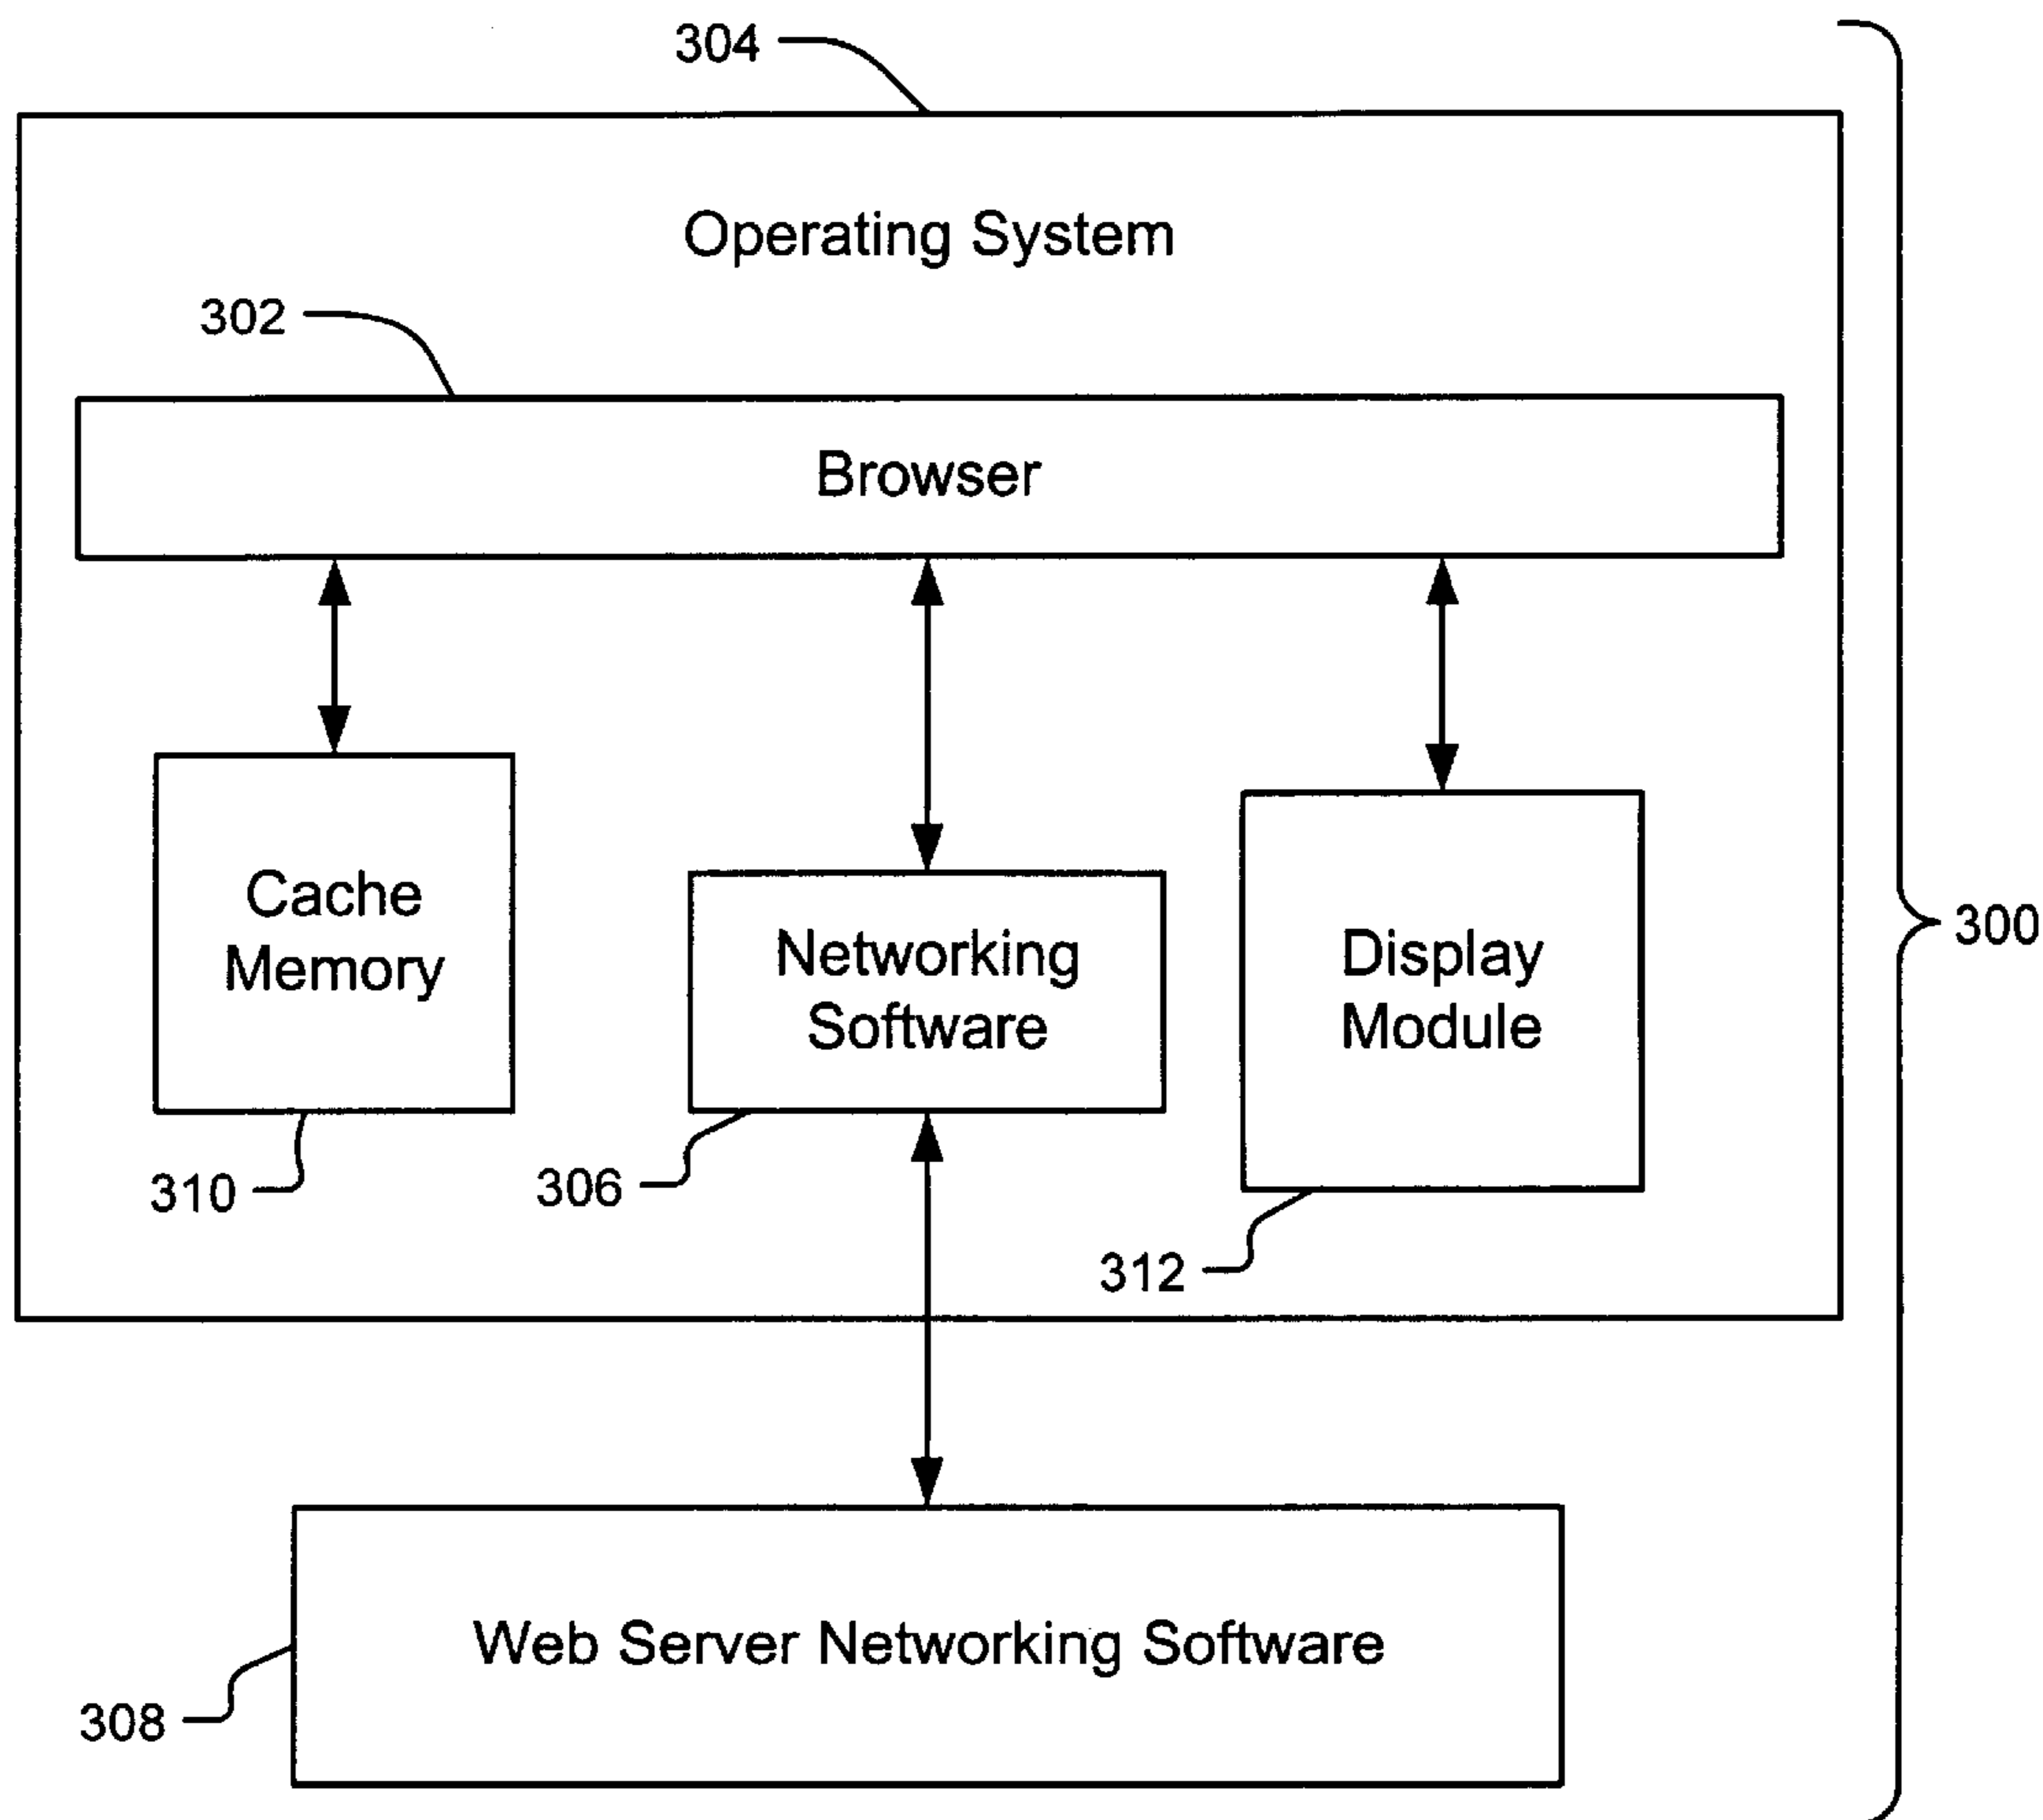 304
Operating System
302
Browser
Cache
Memory
Networking
Software
Display
Module
300
310
306
312
Web Server Networking Software
308